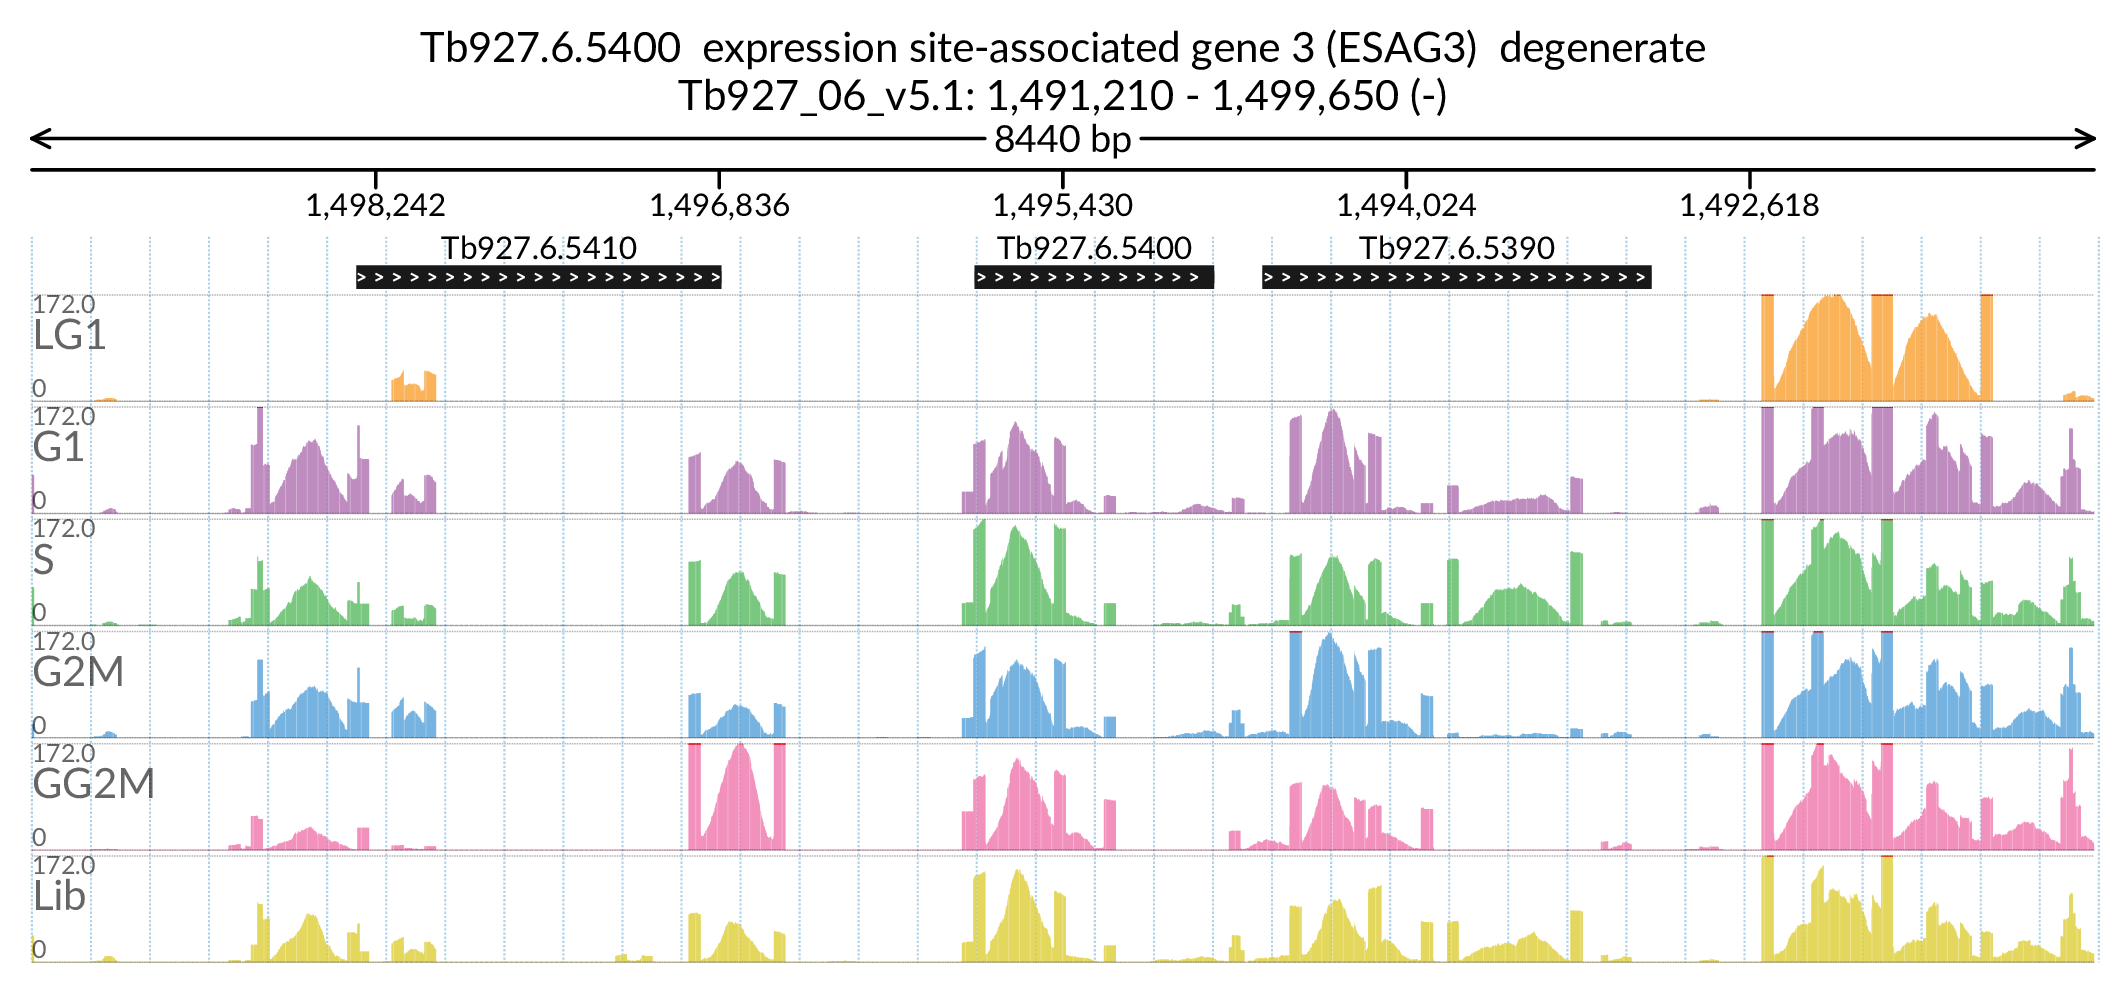 Tb927.6.5400 expression site-associated gene 3 (ESAG3) degenerate
Tb927_06_v5.1: 1,491,210 - 1,499,650 (-)
8440 bp
1,498,242 1,496,836 1,495,430 1,494,024 1,492,618
Tb927.6.5410 Tb927.6.5400 Tb927.6.5390
172.0
LG1
0
172.0
G1
0
172.0
S
0
172.0
G2M
0
172.0
GG2M
0
172.0
Lib
0